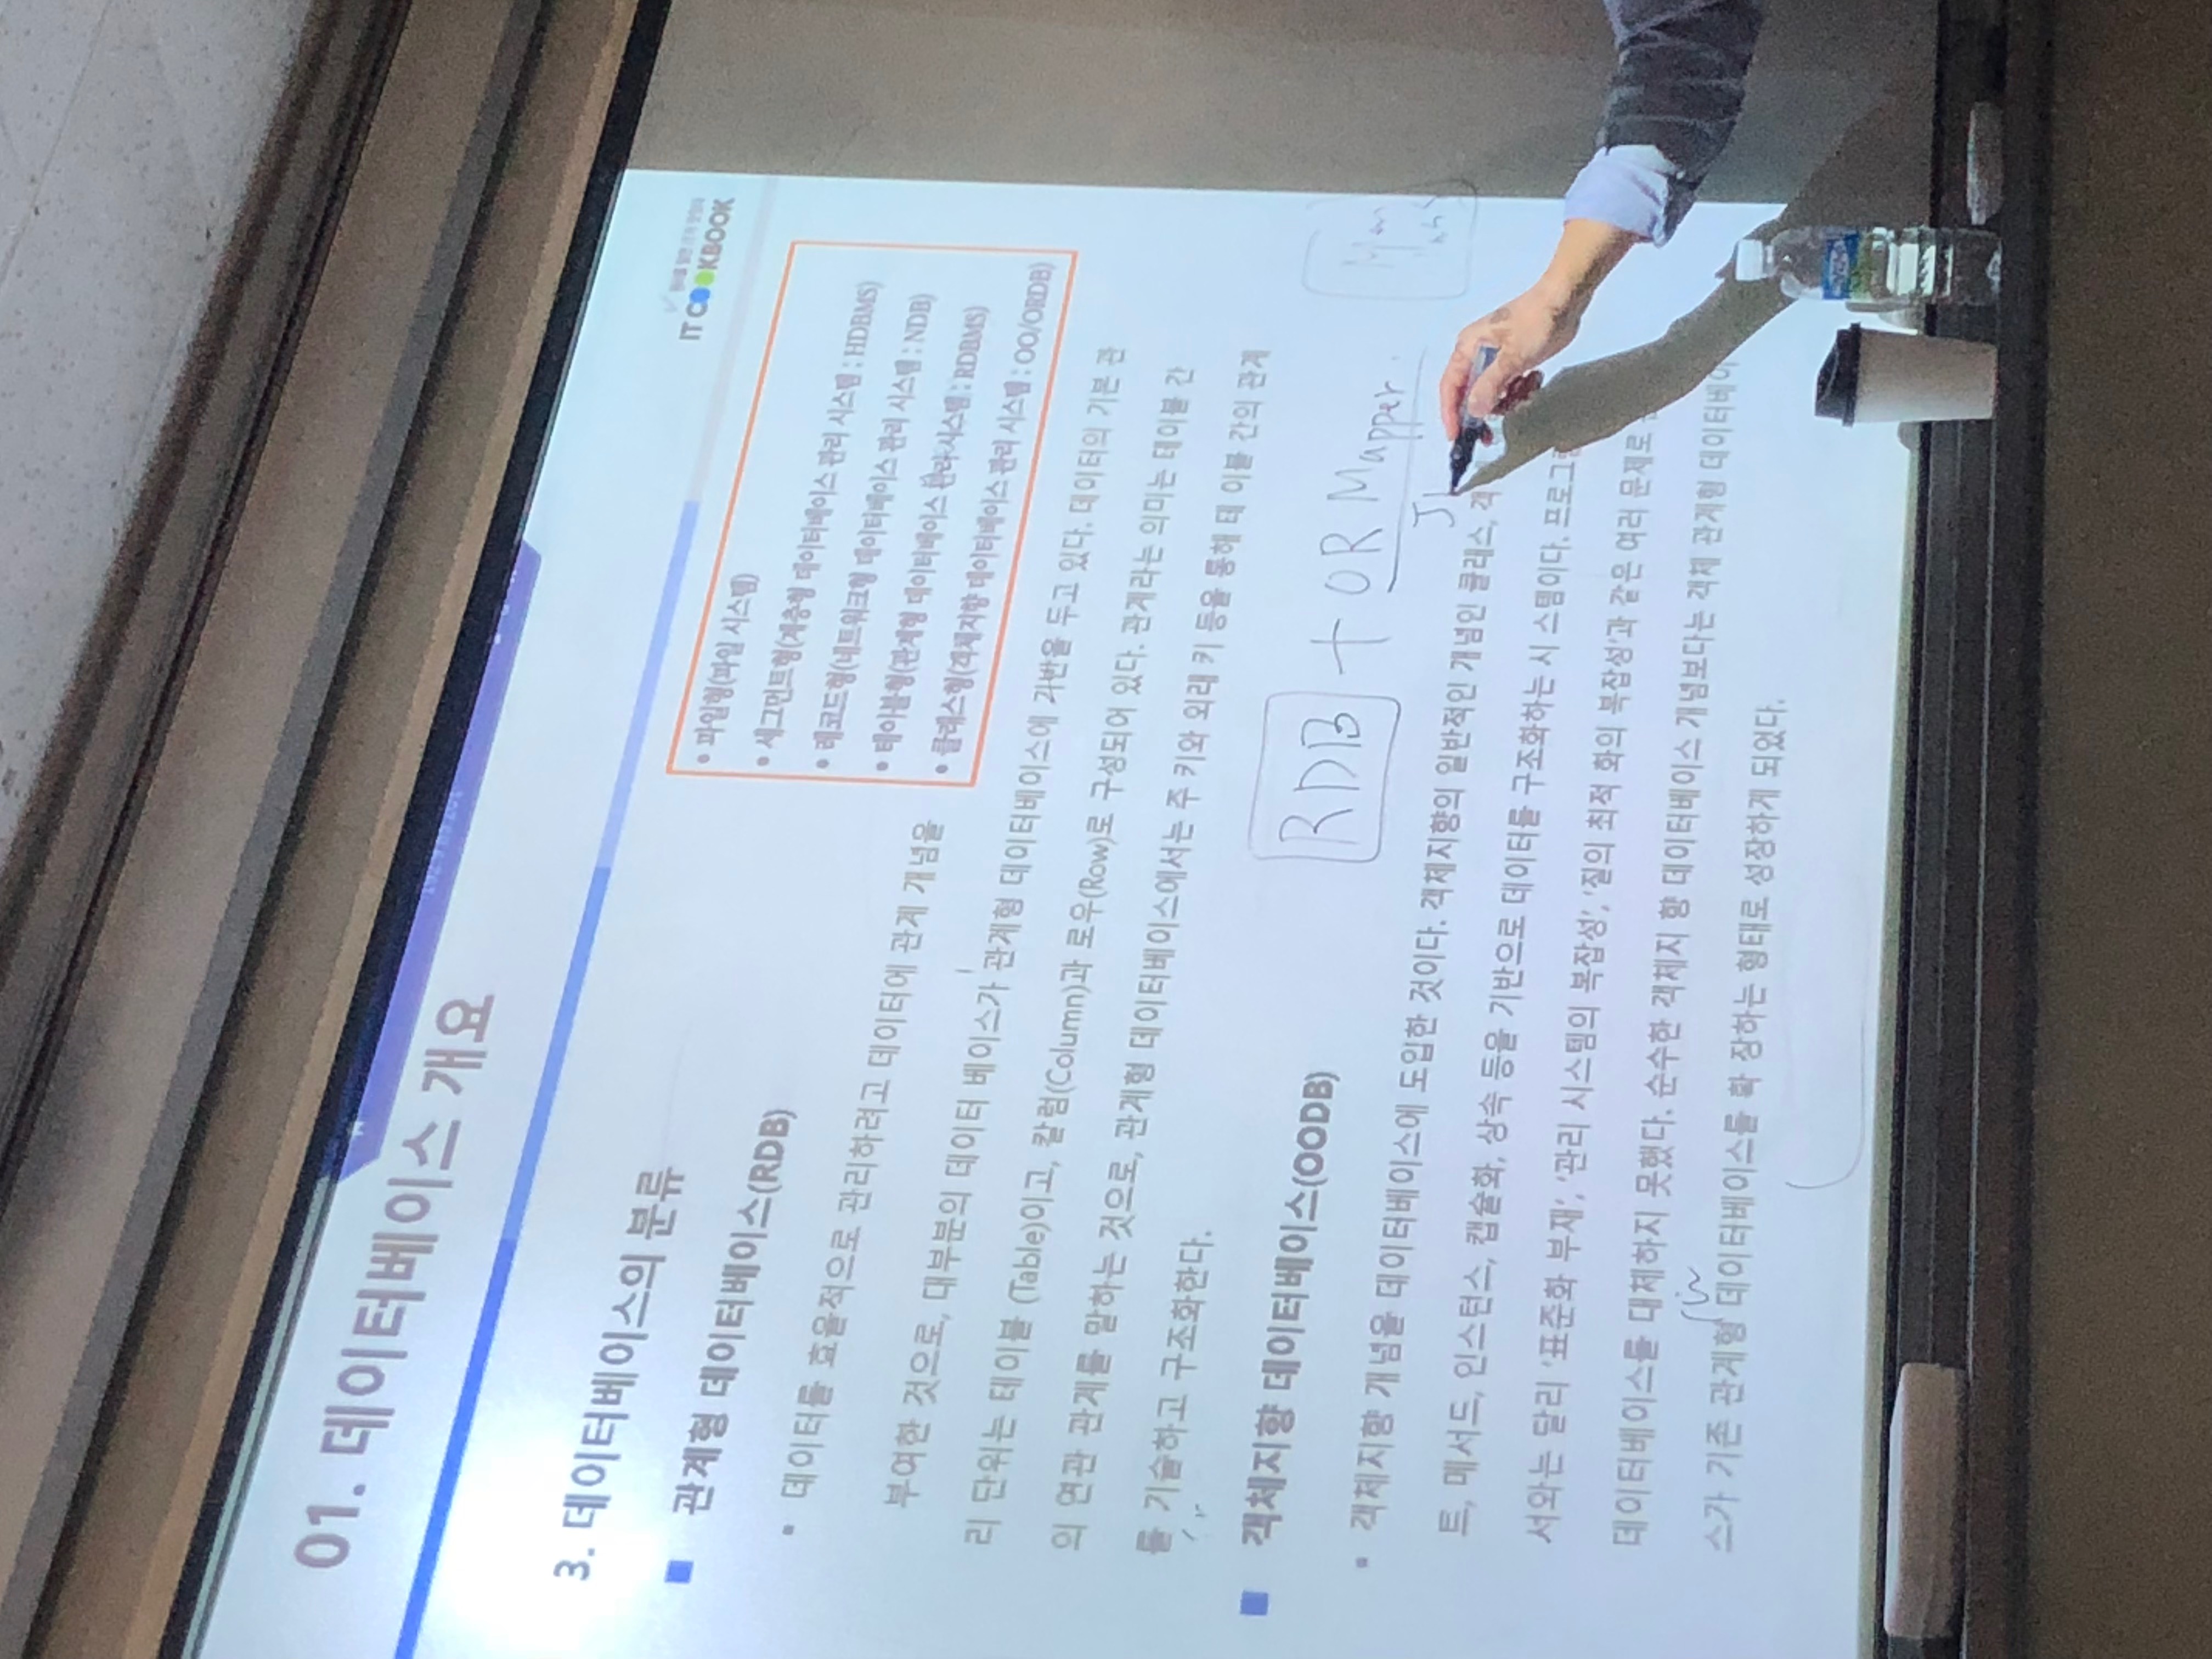 01. 데이터베이스 개요
IT COOKBOOK
3. 데이터베이스의 분류
관계형 데이터베이스(RDB)
• 파일형(파일 시스템)
• 세그먼트형(계층형 데이터베이스 관리 시스템 : HDBMS)
• 레코드형(네트워크형 데이터베이스 관리 시스템 : NDB)
• 테이블형(관계형 데이터베이스 관리 시스템 : RDBMS)
• 클래스형(객체지향 데이터베이스 관리 시스템 : OO/ORDB)
▪ 데이터를 효율적으로 관리하려고 데이터에 관계 개념을
부여한 것으로, 대부분의 데이터 베이스가 관계형 데이터베이스에 기반을 두고 있다. 데이터의 기본 관
리 단위는 테이블 (Table)이고, 칼럼(Column)과 로우(Row)로 구성되어 있다. 관계라는 의미는 테이블 간
의 연관 관계를 말하는 것으로, 관계형 데이터베이스에서는 주 키와 외래 키 등을 통해 테 이블 간의 관계
를 기술하고 구조화한다.
객체지향 데이터베이스(OODB)
RDB + OR Mapper
▪ 객체지향 개념을 데이터베이스에 도입한 것이다. 객체지향의 일반적인 개념인 클래스, 객
트, 메서드, 인스턴스, 캡슐화, 상속 등을 기반으로 데이터를 구조화하는 시 스템이다. 프로그
서와는 달리 '표준화 부재', '관리 시스템의 복잡성', '질의 최적 화의 복잡성'과 같은 여러 문제로
데이터베이스를 대체하지 못했다. 순수한 객체지 향 데이터베이스 개념보다는 객체 관계형 데이터베이
스가 기존 관계형 데이터베이스를 확 장하는 형태로 성장하게 되었다.